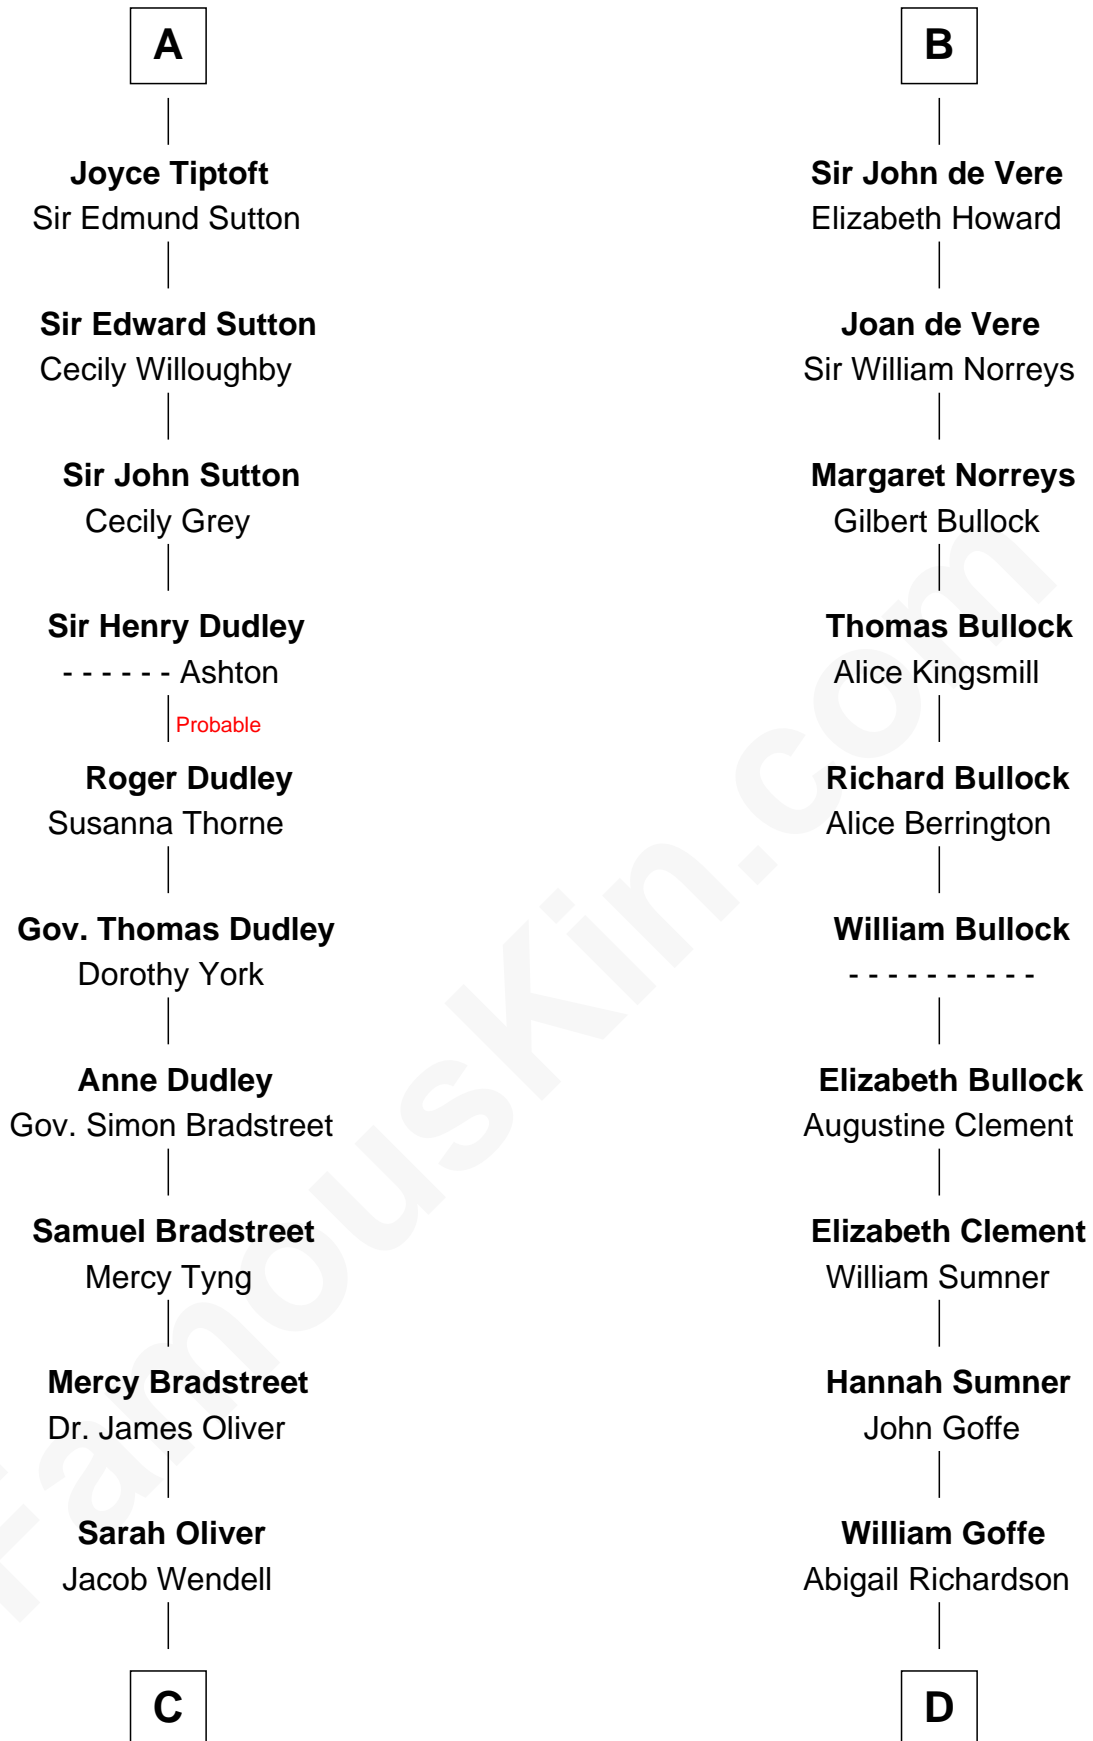 A
Joyce Tiptoft
Sir Edmund Sutton
Sir Edward Sutton
Cecily Willoughby
Sir John Sutton
Cecily Grey
Sir Henry Dudley
- - - - - - Ashton
Probable
Roger Dudley
Susanna Thorne
Gov. Thomas Dudley
Dorothy York
Anne Dudley
Gov. Simon Bradstreet
Samuel Bradstreet
Mercy Tyng
Mercy Bradstreet
Dr. James Oliver
Sarah Oliver
Jacob Wendell
C
B
Sir John de Vere
Elizabeth Howard
Joan de Vere
Sir William Norreys
Margaret Norreys
Gilbert Bullock
Thomas Bullock
Alice Kingsmill
Richard Bullock
Alice Berrington
William Bullock
- - - - - - - - - -
Elizabeth Bullock
Augustine Clement
Elizabeth Clement
William Sumner
Hannah Sumner
John Goffe
William Goffe
Abigail Richardson
D
FamousKin.com